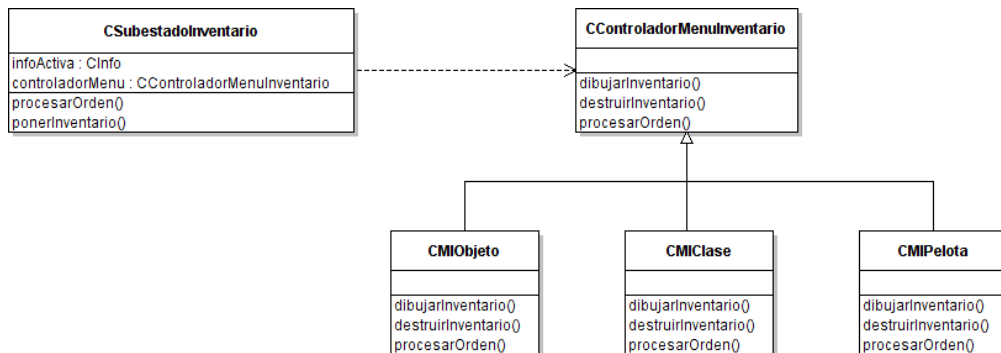 CSubestadoInventario
infoActiva : CInfo
controladorMenu : CControladorMenuInventario
procesarOrden()
ponerInventario()
CControladorMenuInventario
dibujarInventario()
destruirInventario()
procesarOrden()
CMIObjeto
dibujarInventario()
destruirInventario()
procesarOrden()
CMIClase
dibujarInventario()
destruirInventario()
procesarOrden()
CMIPelota
dibujarInventario()
destruirInventario()
procesarOrden()